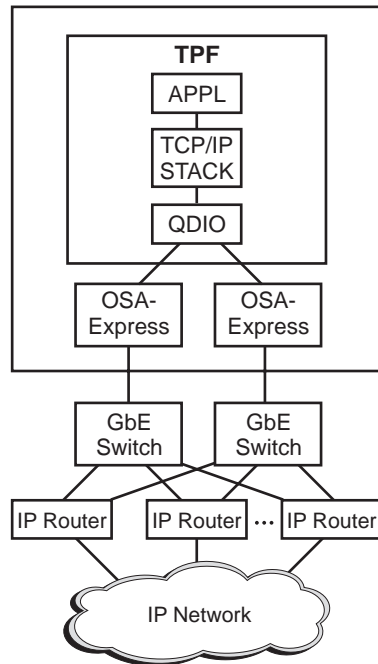 TPF
APPL
TCP/IP
STACK
QDIO
OSA-
Express
OSA-
Express
GbE
Switch
GbE
Switch
IP Router
IP Router
...
IP Router
IP Network